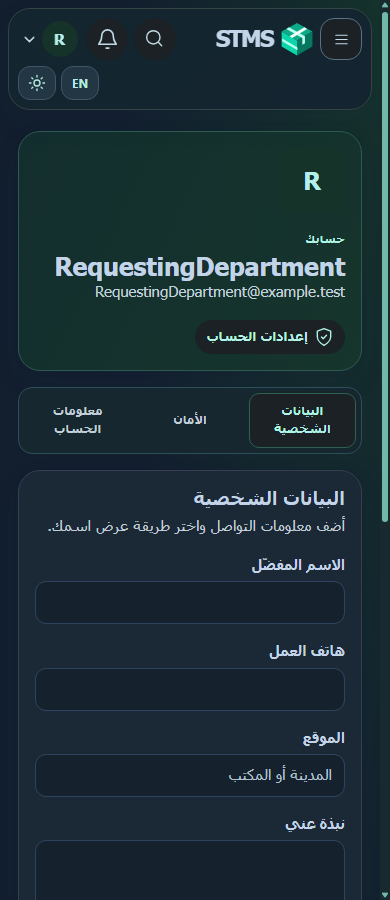 STMS
R
EN
R
حسابك
RequestingDepartment
RequestingDepartment@example.test
إعدادات الحساب
البيانات الشخصية
الأمان
معلومات الحساب
البيانات الشخصية
أضف معلومات التواصل واختر طريقة عرض اسمك.
الاسم المفضّل
هاتف العمل
الموقع
المدينة أو المكتب
نبذة عني